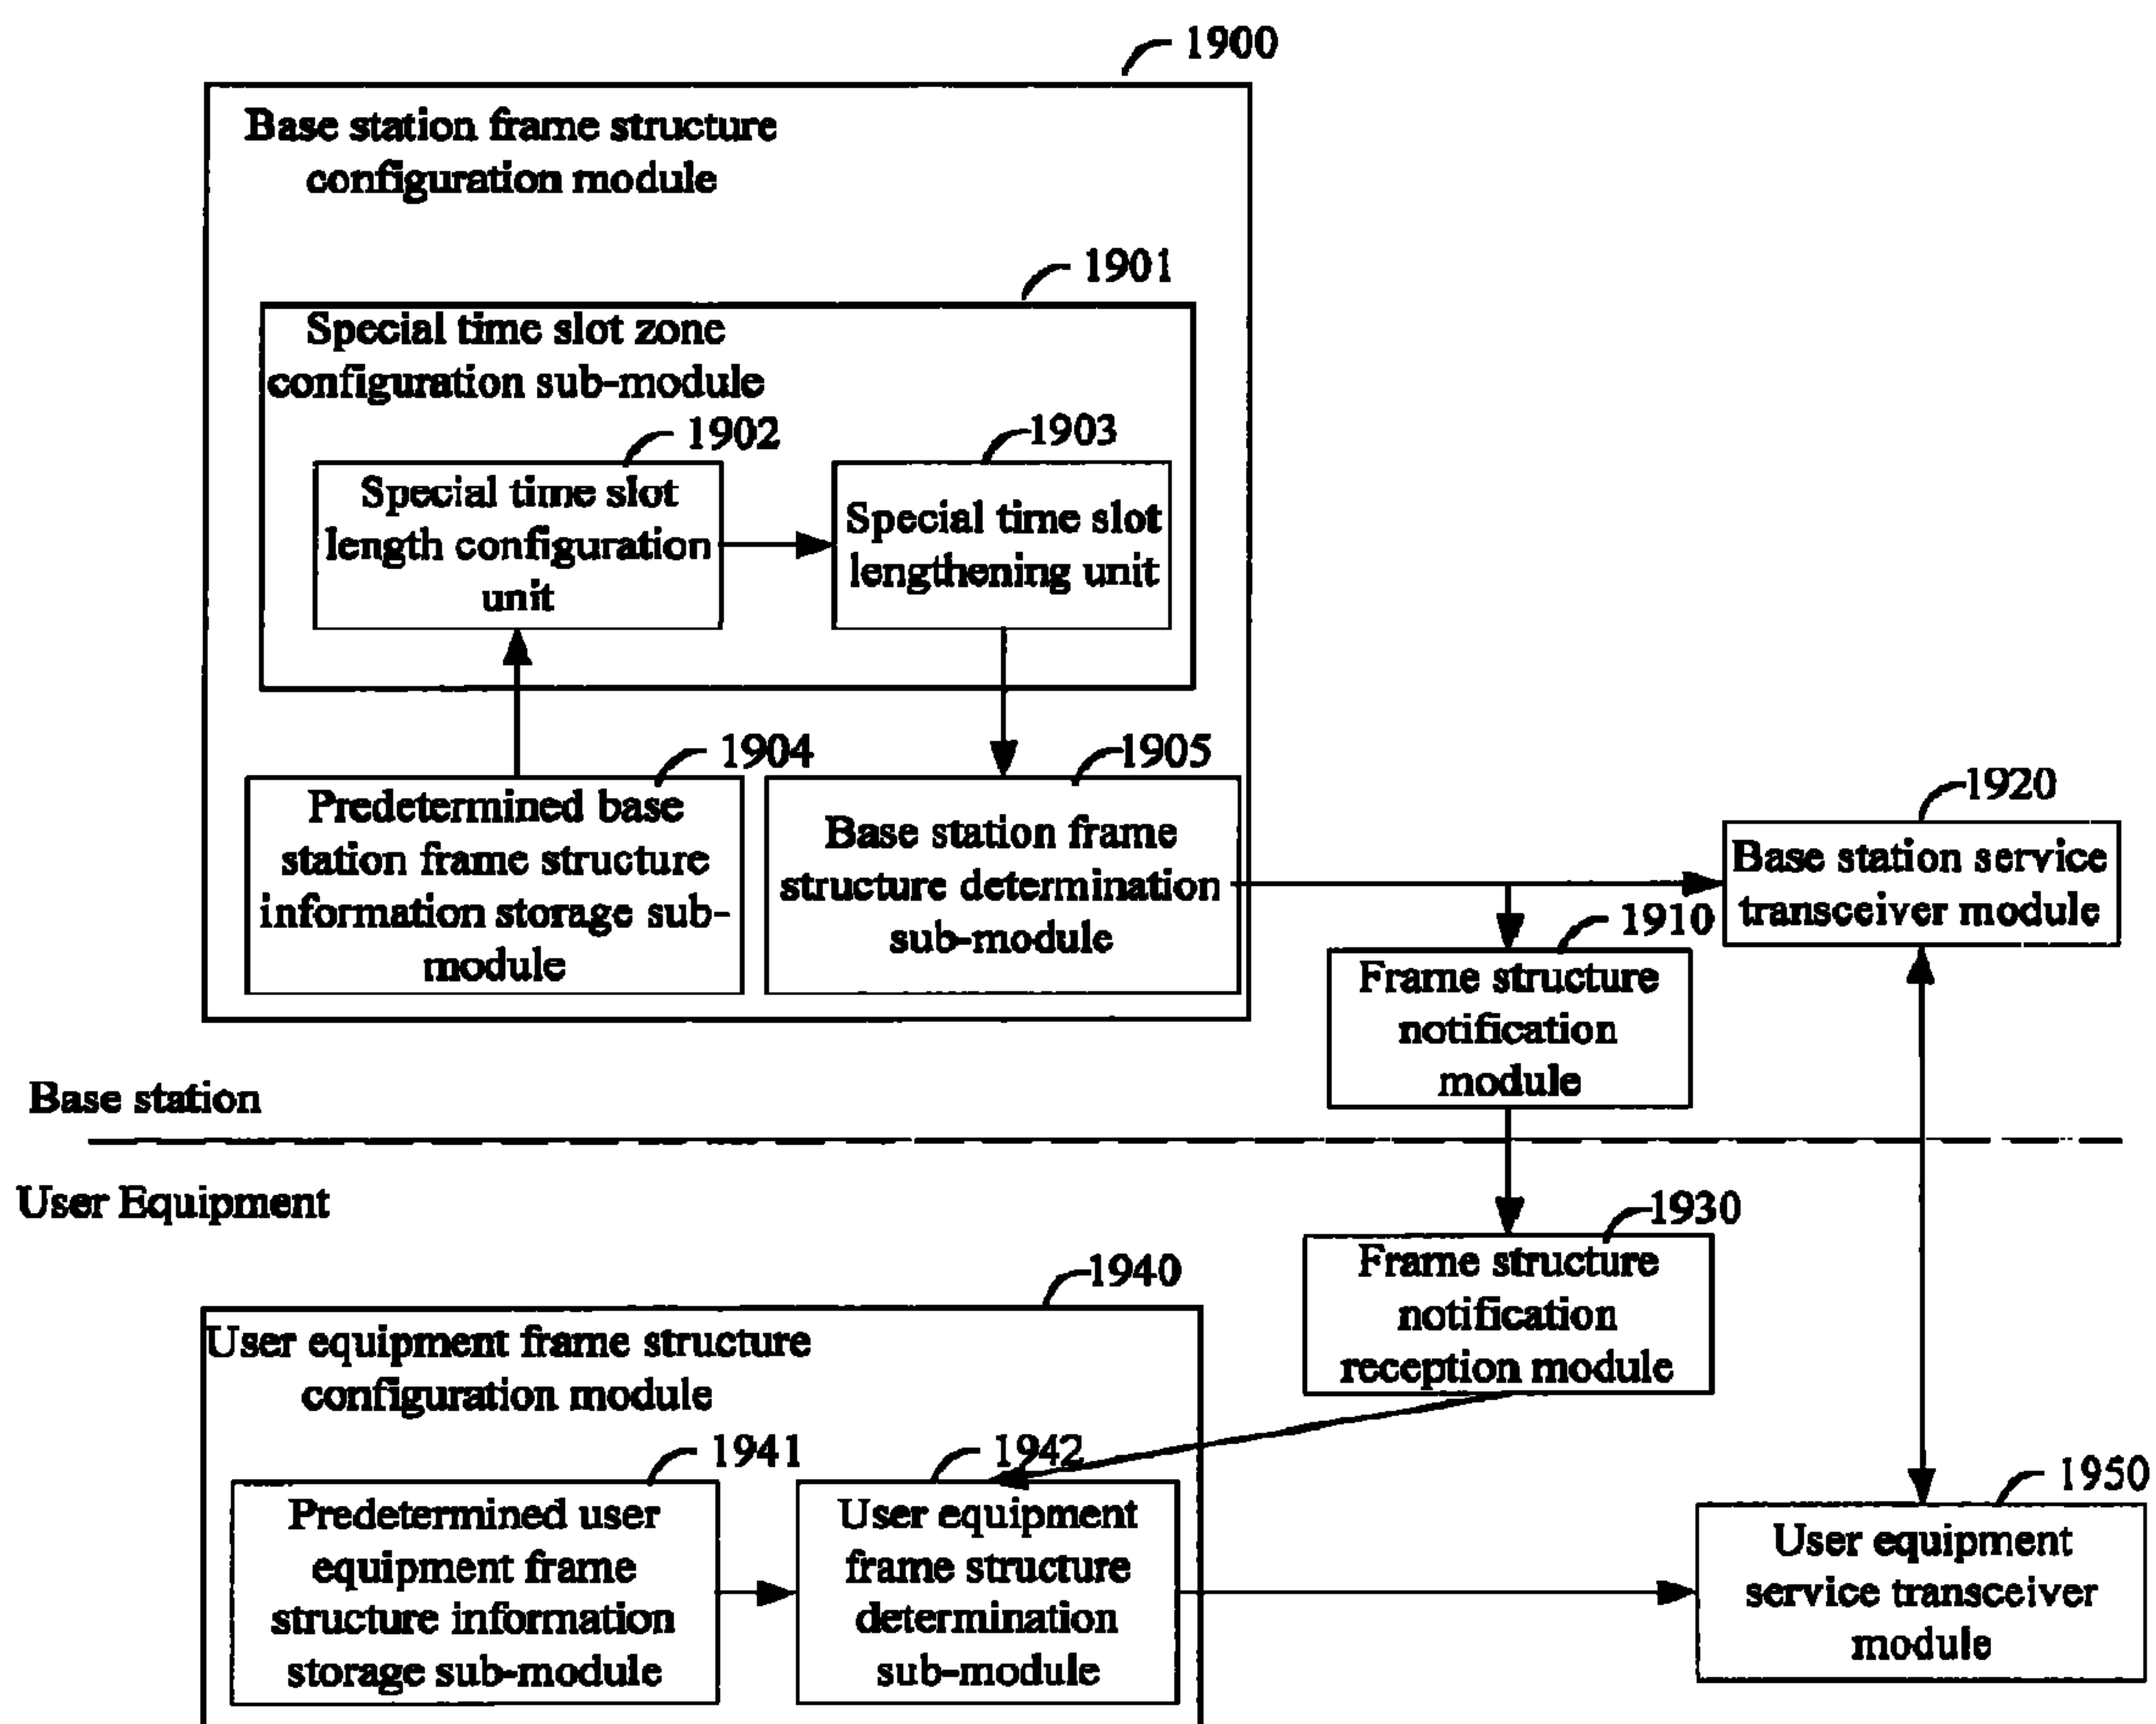 1900
Base station frame structure
configuration module
1901
Special time slot zone
configuration sub-module
1902
1903
Special time slot
length configuration
unit
Special time slot
lengthening unit
1904
1905
Predetermined base
station frame structure
information storage sub-
module
Base station frame
structure determination
sub-module
1920
Base station service
transceiver module
1910
Frame structure
notification
module
Base station
User Equipment
1930
Frame structure
notification
reception module
1940
User equipment frame structure
configuration module
1941
1942
Predetermined user
equipment frame
structure information
storage sub-module
User equipment
frame structure
determination
sub-module
1950
User equipment
service transceiver
module